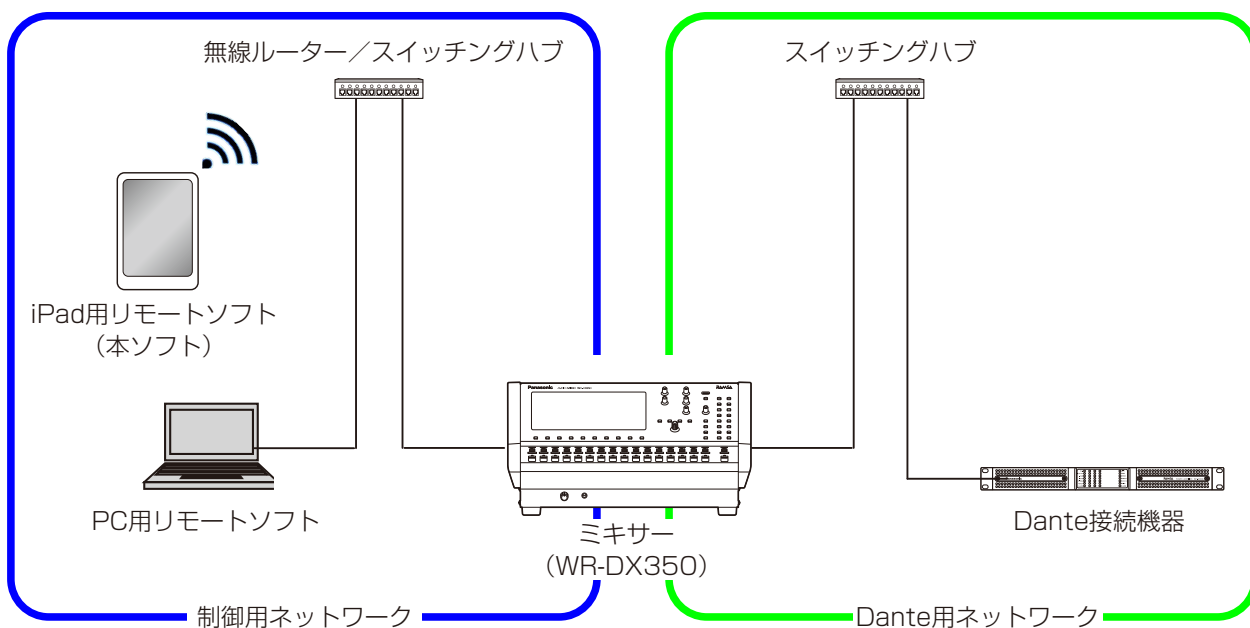 無線ルーター／スイッチングハブ
スイッチングハブ
iPad用リモートソフト
（本ソフト）
Panasonic
RAMSA
PC用リモートソフト
ミキサー
（WR-DX350）
Dante接続機器
制御用ネットワーク
Dante用ネットワーク